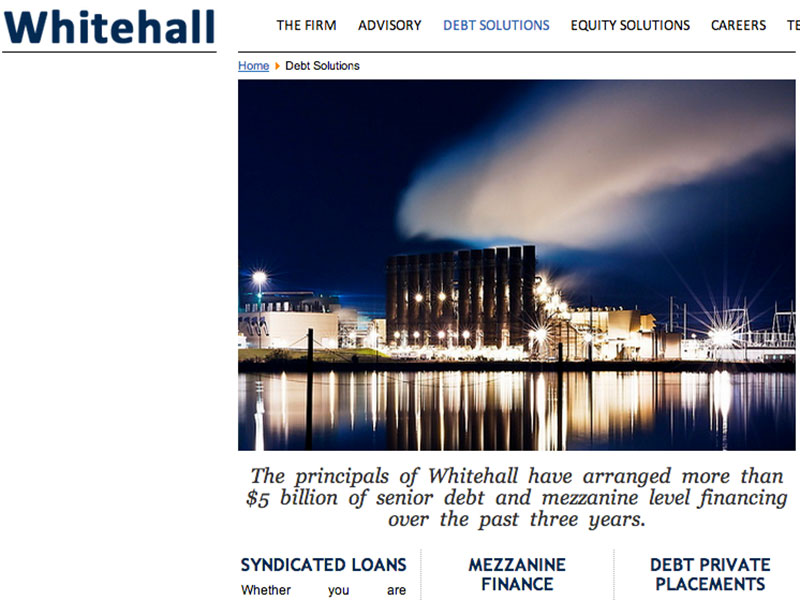 Whitehall
THE FIRM ADVISORY DEBT SOLUTIONS EQUITY SOLUTIONS CAREERS TE
Home Debt Solutions
The principals of Whitehall have arranged more than
$5 billion of senior debt and mezzanine level financing
over the past three years.
SYNDICATED LOANS
Whether you are
MEZZANINE
FINANCE
DEBT PRIVATE
PLACEMENTS